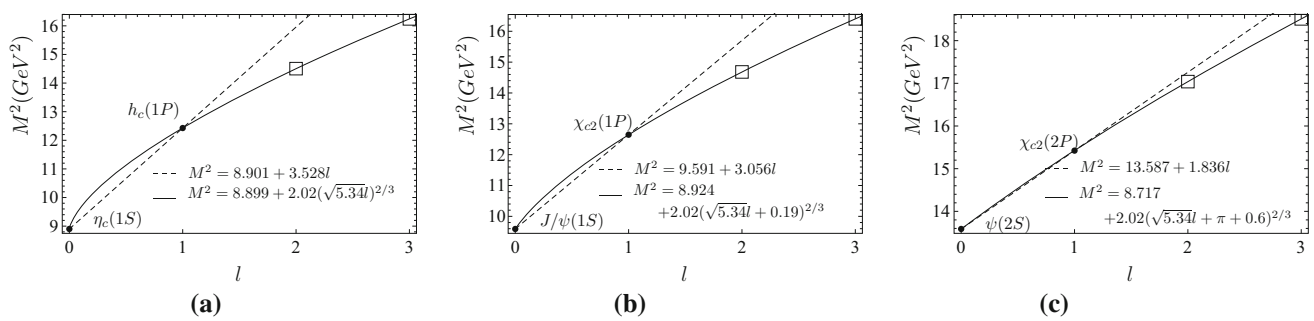 M²(GeV²)
16
15
14
13
12
11
10
9
h_c(1P)
M² = 8.901 + 3.528l
M² = 8.899 + 2.02(√5.34l)^{2/3}
η_c(1S)
0 1 2 3
l
(a)
M²(GeV²)
16
15
14
13
12
11
10
χ_{c2}(1P)
M² = 9.591 + 3.056l
M² = 8.924
+2.02(√5.34l + 0.19)^{2/3}
J/ψ(1S)
0 1 2 3
l
(b)
M²(GeV²)
18
17
16
15
14
χ_{c2}(2P)
M² = 13.587 + 1.836l
M² = 8.717
+2.02(√5.34l + π + 0.6)^{2/3}
ψ(2S)
0 1 2 3
l
(c)